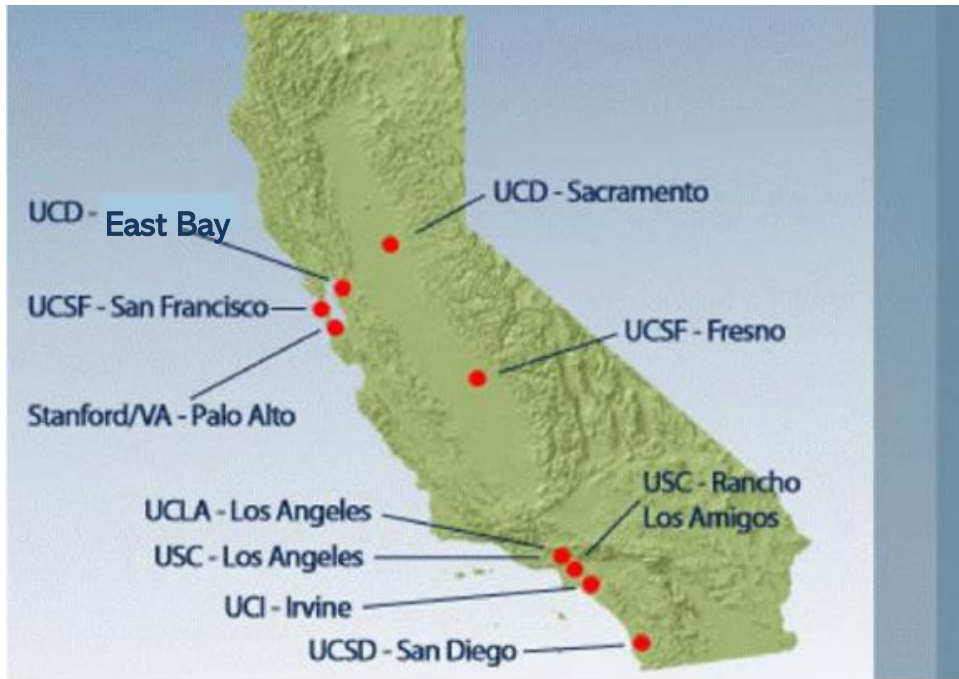 UCD - Sacramento
UCD - East Bay
UCSF - San Francisco
UCSF - Fresno
Stanford/VA - Palo Alto
USC - Rancho
Los Amigos
UCLA - Los Angeles
USC - Los Angeles
UCI - Irvine
UCSD - San Diego